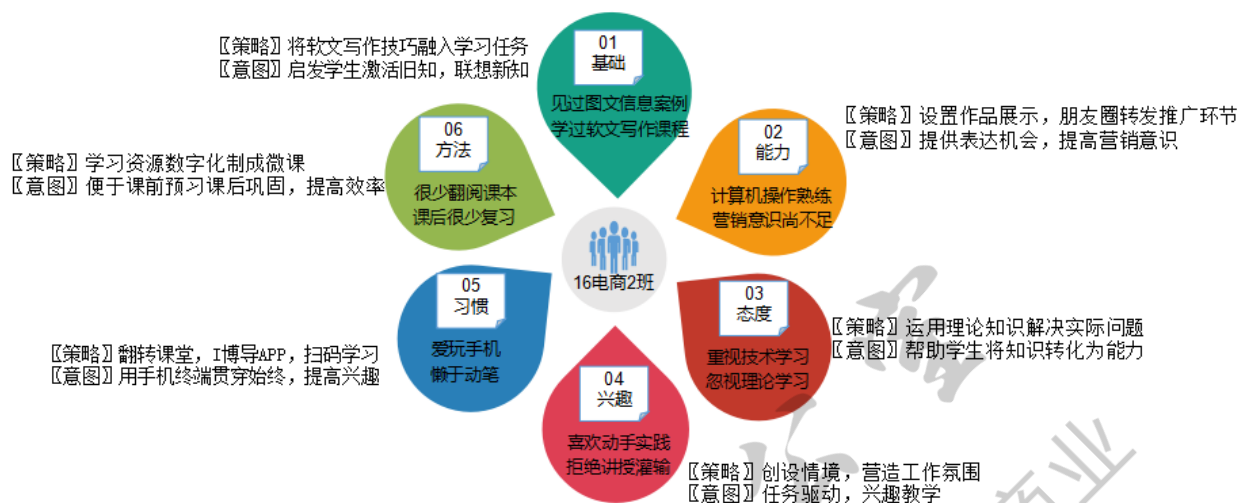 〖策略〗将软文写作技巧融入学习任务
〖意图〗启发学生激活旧知，联想新知
01
基础
见过图文信息案例
学过软文写作课程
〖策略〗设置作品展示，朋友圈转发推广环节
〖意图〗提供表达机会，提高营销意识
02
能力
计算机操作熟练
营销意识尚不足
〖策略〗运用理论知识解决实际问题
〖意图〗帮助学生将知识转化为能力
03
态度
重视技术学习
忽视理论学习
04
兴趣
喜欢动手实践
拒绝讲授灌输
〖策略〗创设情境，营造工作氛围
〖意图〗任务驱动，兴趣教学
05
习惯
爱玩手机
懒于动笔
〖策略〗翻转课堂，I博导APP，扫码学习
〖意图〗用手机终端贯穿始终，提高兴趣
06
方法
很少翻阅课本
课后很少复习
〖策略〗学习资源数字化制成微课
〖意图〗便于课前预习课后巩固，提高效率
16电商2班
商业